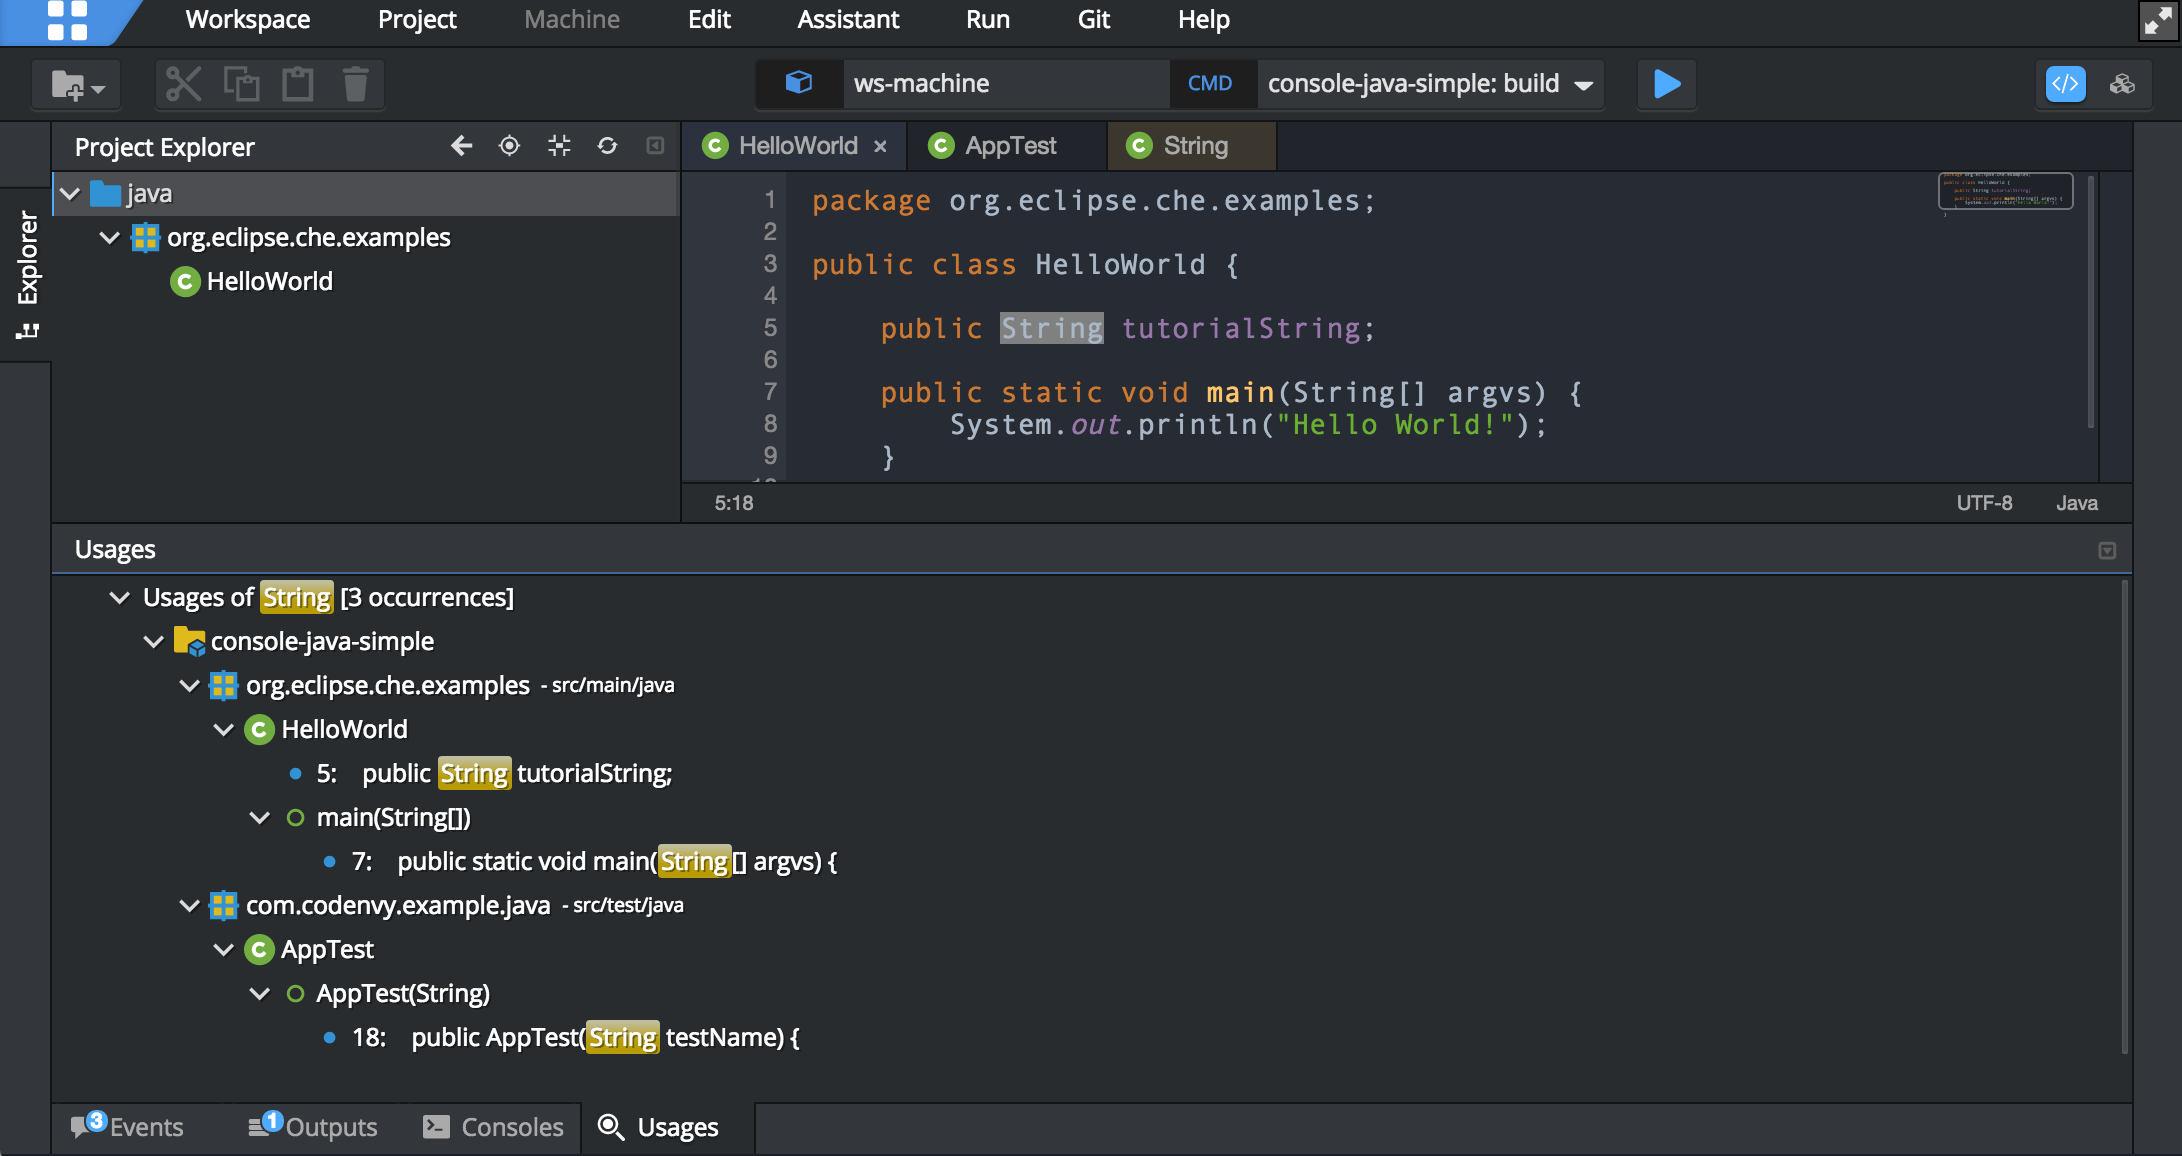 Workspace Project Machine Edit Assistant Run Git Help
ws-machine CMD console-java-simple: build
Project Explorer
HelloWorld × AppTest String
Explorer
java
org.eclipse.che.examples
HelloWorld
1 package org.eclipse.che.examples;
2
3 public class HelloWorld {
4
5 public String tutorialString;
6
7 public static void main(String[] argvs) {
8 System.out.println("Hello World!");
9 }
5:18 UTF-8 Java
Usages
Usages of String [3 occurrences]
console-java-simple
org.eclipse.che.examples - src/main/java
HelloWorld
5: public String tutorialString;
main(String[])
7: public static void main(String[] argvs) {
com.codenvy.example.java - src/test/java
AppTest
AppTest(String)
18: public AppTest(String testName) {
3 Events 1 Outputs Consoles Usages